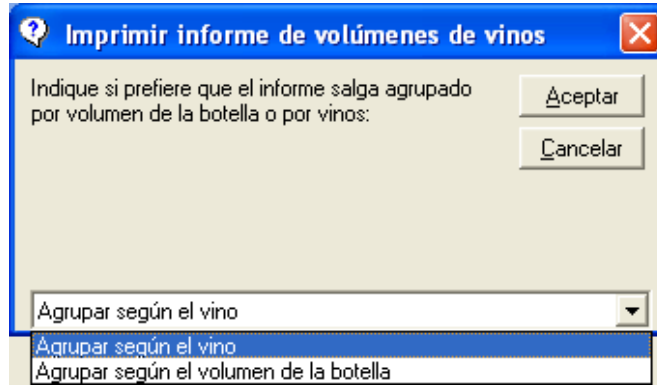 Imprimir informe de volúmenes de vinos
Indique si prefiere que el informe salga agrupado
por volumen de la botella o por vinos:
Aceptar
Cancelar
Agrupar según el vino
Agrupar según el vino
Agrupar según el volumen de la botella